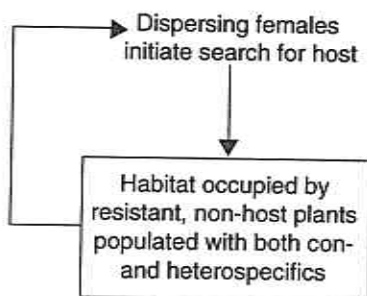 Dispersing females
initiate search for host
Habitat occupied by
resistant, non-host plants
populated with both con-
and heterospecifics